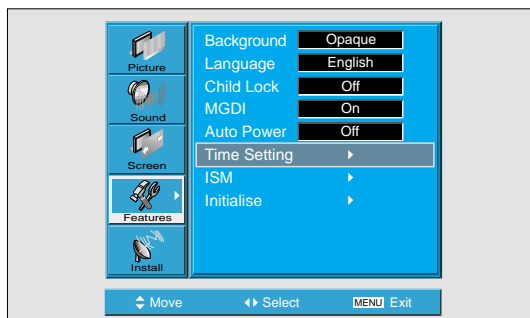 Picture
Sound
Screen
Features
Install
Background Opaque
Language English
Child Lock Off
MGDI On
Auto Power Off
Time Setting
ISM
Initialise
Move Select MENU Exit